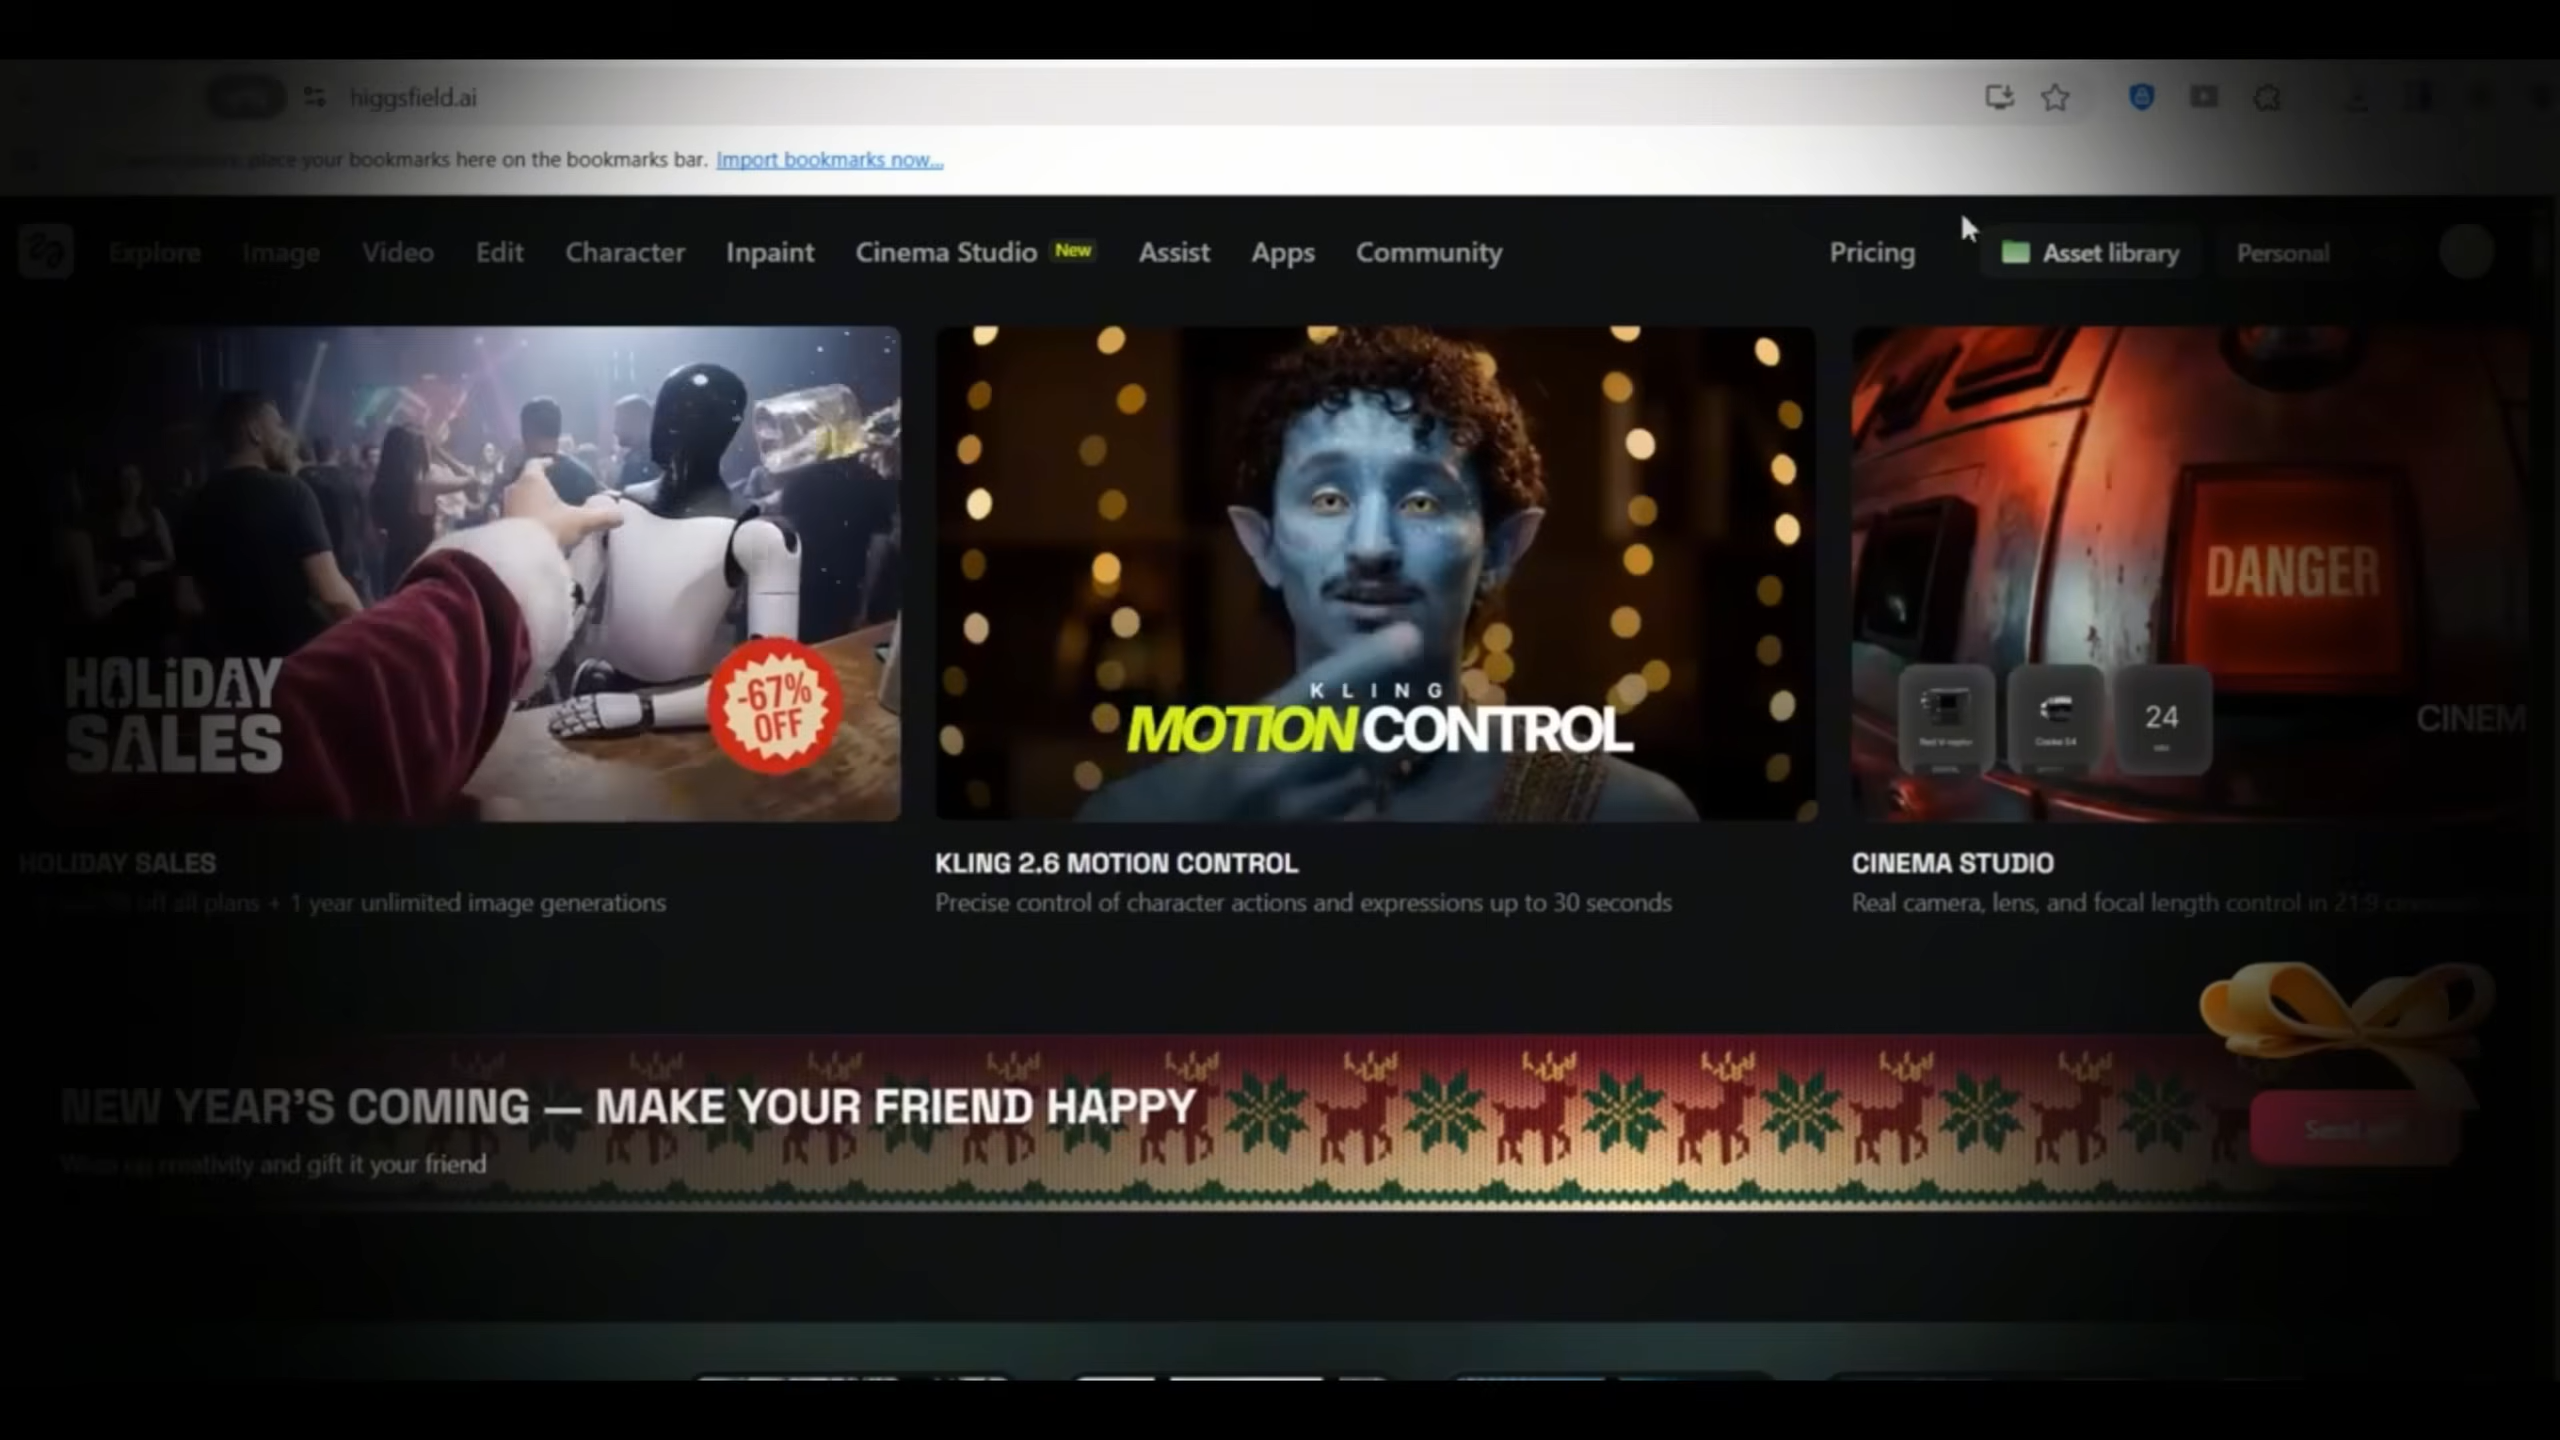 higgsfield.ai
place your bookmarks here on the bookmarks bar. Import bookmarks now...
Explore Image Video Edit Character Inpaint Cinema Studio New Assist Apps Community Pricing Asset library Personal
HOLiDAY
SALES
-67%
OFF
KLING
MOTION CONTROL
DANGER
24
CINEM
HOLIDAY SALES
off all plans + 1 year unlimited image generations
KLING 2.6 MOTION CONTROL
Precise control of character actions and expressions up to 30 seconds
CINEMA STUDIO
Real camera, lens, and focal length control in 21:9
NEW YEAR'S COMING — MAKE YOUR FRIEND HAPPY
creativity and gift it your friend